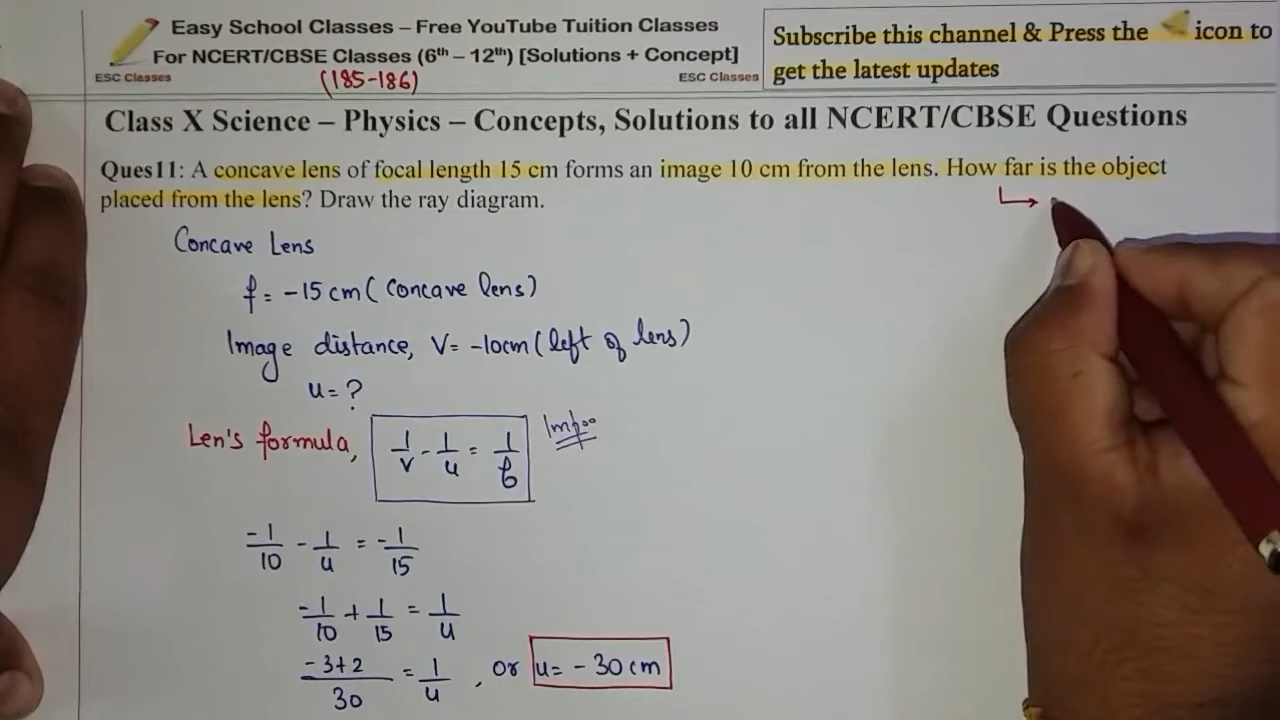 Easy School Classes – Free YouTube Tuition Classes
For NCERT/CBSE Classes (6th – 12th) [Solutions + Concept]
ESC Classes
ESC Classes
(185-186)
Subscribe this channel & Press the icon to
get the latest updates
Class X Science – Physics – Concepts, Solutions to all NCERT/CBSE Questions
Ques11: A concave lens of focal length 15 cm forms an image 10 cm from the lens. How far is the object
placed from the lens? Draw the ray diagram.
Concave Lens
f = -15 cm (Concave lens)
Image distance, V = -10cm (left of lens)
u = ?
Len's formula, 1/v - 1/u = 1/f
-1/10 - 1/u = -1/15
-1/10 + 1/15 = 1/u
-3+2/30 = 1/u , or u = -30 cm